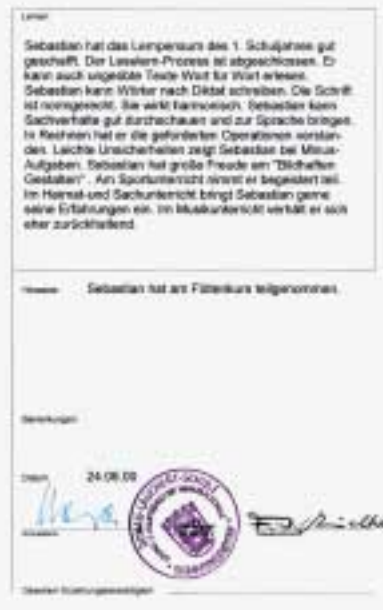 Lernen
Sebastian hat das Lernpensum des 1. Schuljahres gut
geschafft. Der Leselern-Prozess ist abgeschlossen. Er
kann auch ungeübte Texte Wort für Wort erlesen.
Sebastian kann Wörter nach Diktat schreiben. Die Schrift
ist normgerecht. Sie wirkt harmonisch. Sebastian kann
Sachverhalte gut durchschauen und zur Sprache bringen.
In Rechnen hat er die geforderten Operationen verstan-
den. Leichte Unsicherheiten zeigt Sebastian bei Minus-
Aufgaben. Sebastian hat große Freude am "Bildhaften
Gestalten". Am Sportunterricht nimmt er begeistert teil.
Im Heimat-und Sachunterricht bringt Sebastian gerne
seine Erfahrungen ein. Im Musikunterricht verhält er sich
eher zurückhaltend.
Hinweise Sebastian hat am Flötenkurs teilgenommen.
Bemerkungen
Datum